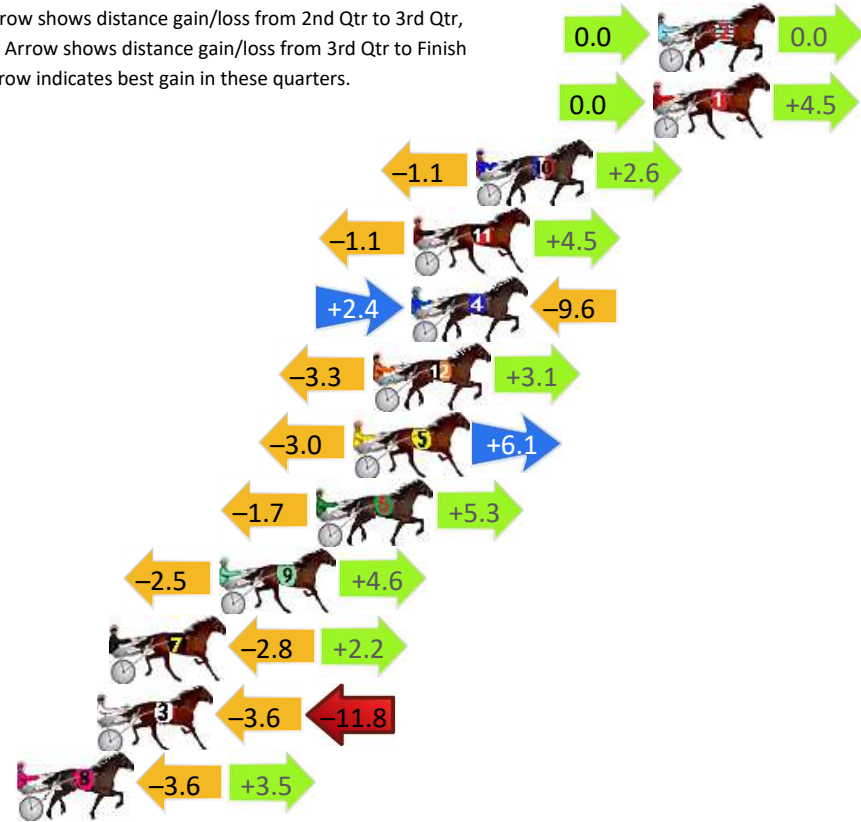 row shows distance gain/loss from 2nd Qtr to 3rd Qtr,
Arrow shows distance gain/loss from 3rd Qtr to Finish
row indicates best gain in these quarters.
0.0 2 0.0
0.0 1 +4.5
–1.1 10 +2.6
–1.1 11 +4.5
+2.4 4 –9.6
–3.3 12 +3.1
–3.0 5 +6.1
–1.7 6 +5.3
–2.5 9 +4.6
7 –2.8 +2.2
3 –3.6 –11.8
8 –3.6 +3.5